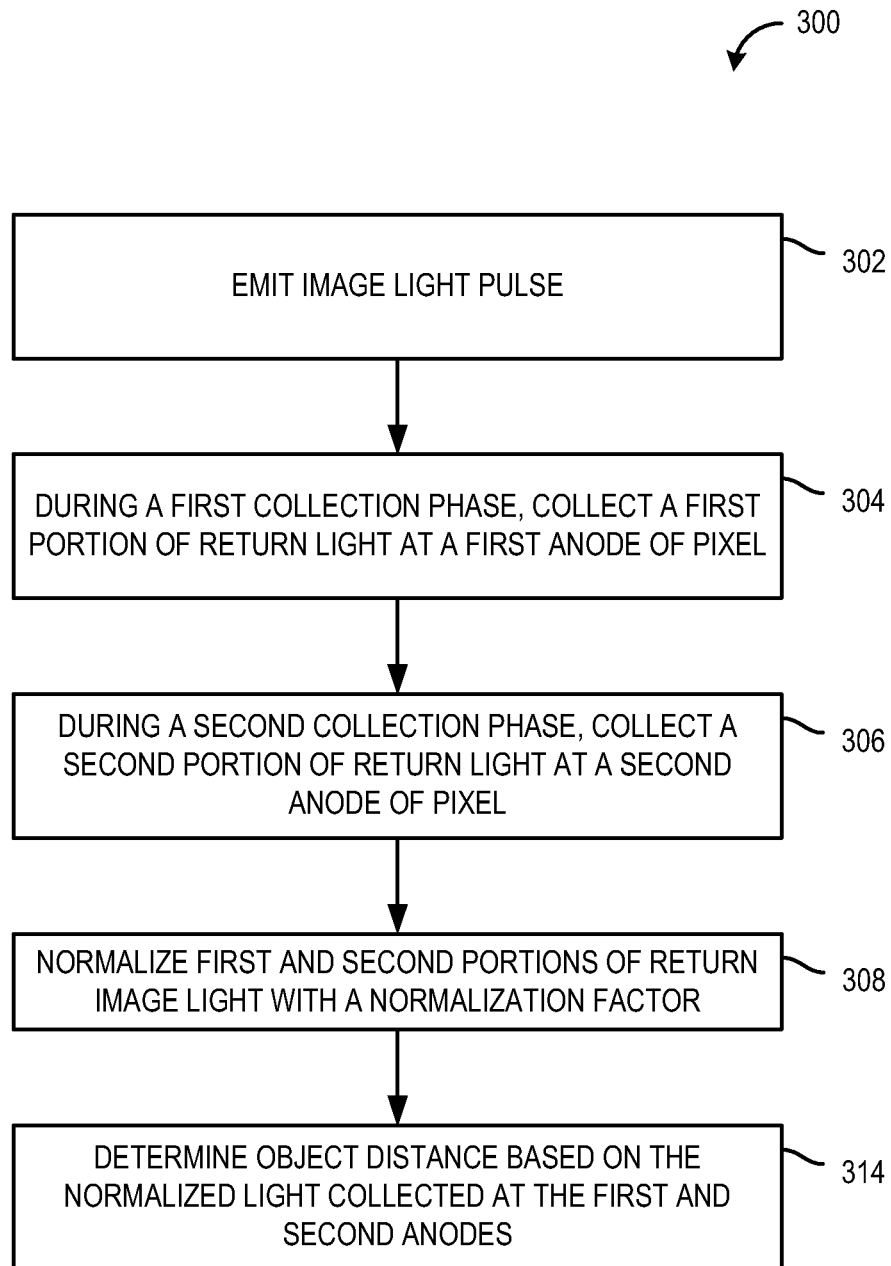 300
EMIT IMAGE LIGHT PULSE
302
DURING A FIRST COLLECTION PHASE, COLLECT A FIRST
PORTION OF RETURN LIGHT AT A FIRST ANODE OF PIXEL
304
DURING A SECOND COLLECTION PHASE, COLLECT A
SECOND PORTION OF RETURN LIGHT AT A SECOND
ANODE OF PIXEL
306
NORMALIZE FIRST AND SECOND PORTIONS OF RETURN
IMAGE LIGHT WITH A NORMALIZATION FACTOR
308
DETERMINE OBJECT DISTANCE BASED ON THE
NORMALIZED LIGHT COLLECTED AT THE FIRST AND
SECOND ANODES
314